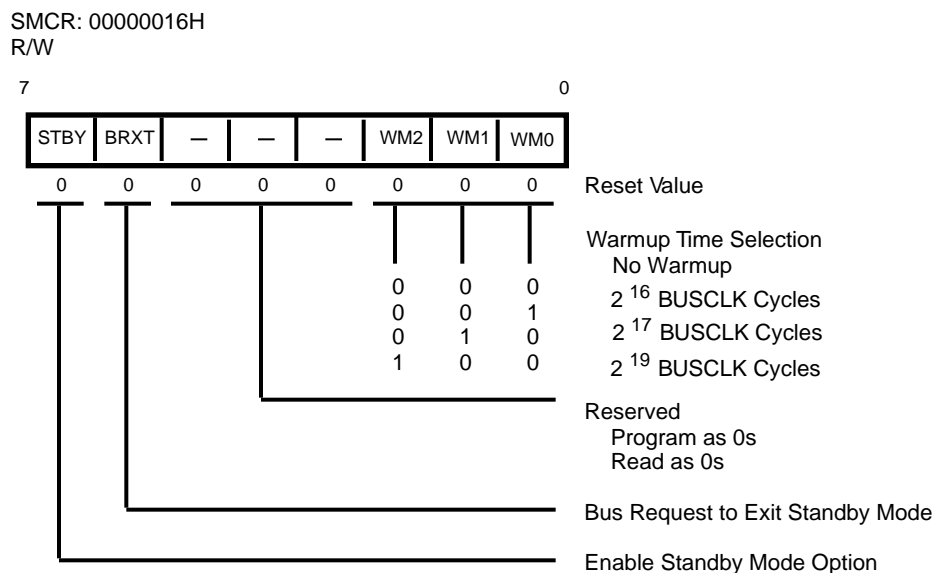 SMCR: 00000016H
R/W
7 0
STBY BRXT — — — WM2 WM1 WM0
0 0 0 0 0 0 0 0 Reset Value
Warmup Time Selection
No Warmup
0 0 0
2 16 BUSCLK Cycles
0 0 1
2 17 BUSCLK Cycles
0 1 0
2 19 BUSCLK Cycles
1 0 0
Reserved
Program as 0s
Read as 0s
Bus Request to Exit Standby Mode
Enable Standby Mode Option